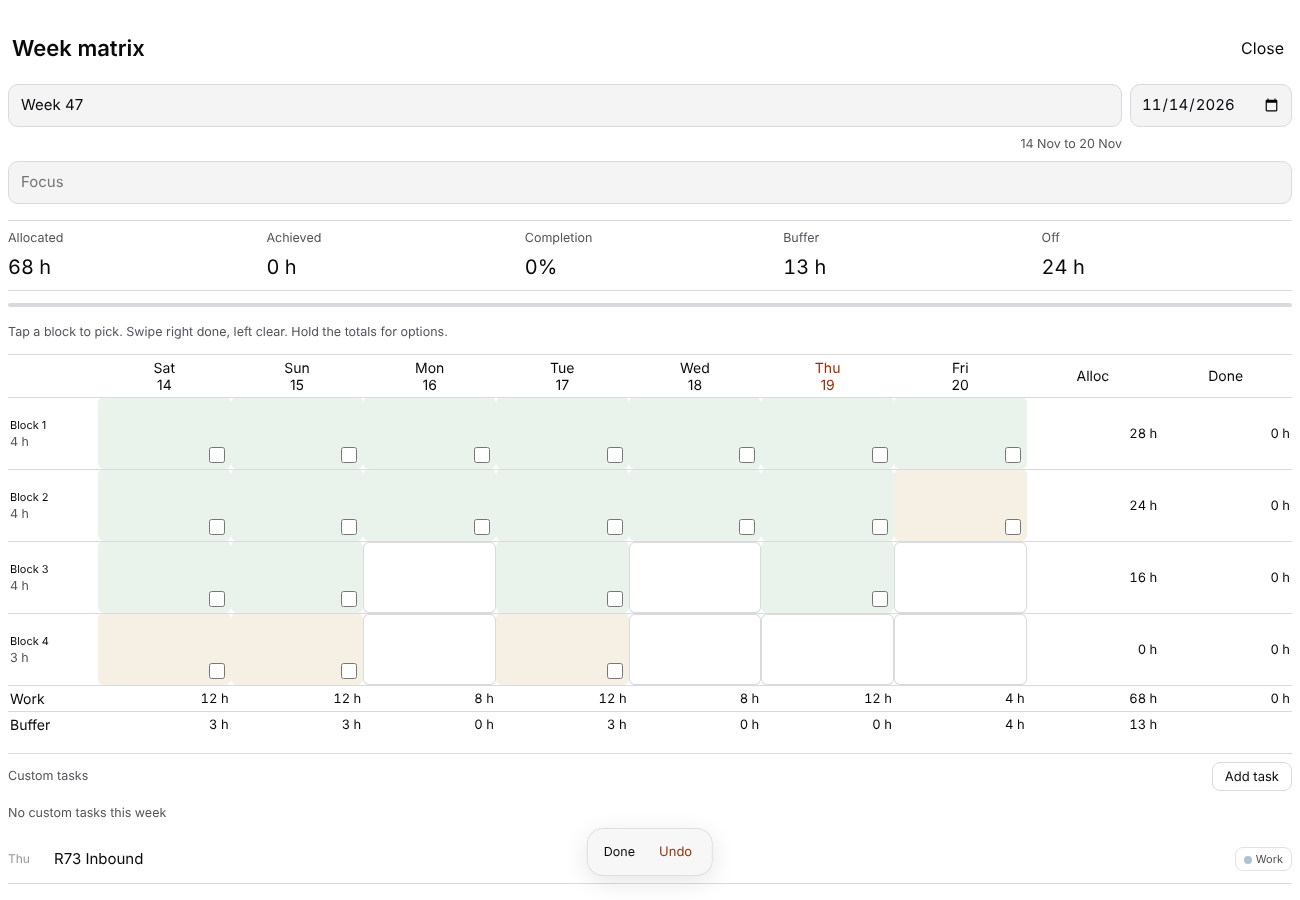 Week matrix
Close
Week 47
11/14/2026
14 Nov to 20 Nov
Focus
Allocated Achieved Completion Buffer Off
68 h 0 h 0% 13 h 24 h
Tap a block to pick. Swipe right done, left clear. Hold the totals for options.
Sat Sun Mon Tue Wed Thu Fri Alloc Done
14 15 16 17 18 19 20
Block 1
4 h
28 h 0 h
Block 2
4 h
24 h 0 h
Block 3
4 h
16 h 0 h
Block 4
3 h
0 h 0 h
Work 12 h 12 h 8 h 12 h 8 h 12 h 4 h 68 h 0 h
Buffer 3 h 3 h 0 h 3 h 0 h 0 h 4 h 13 h
Custom tasks
Add task
No custom tasks this week
Done Undo
Thu R73 Inbound Work